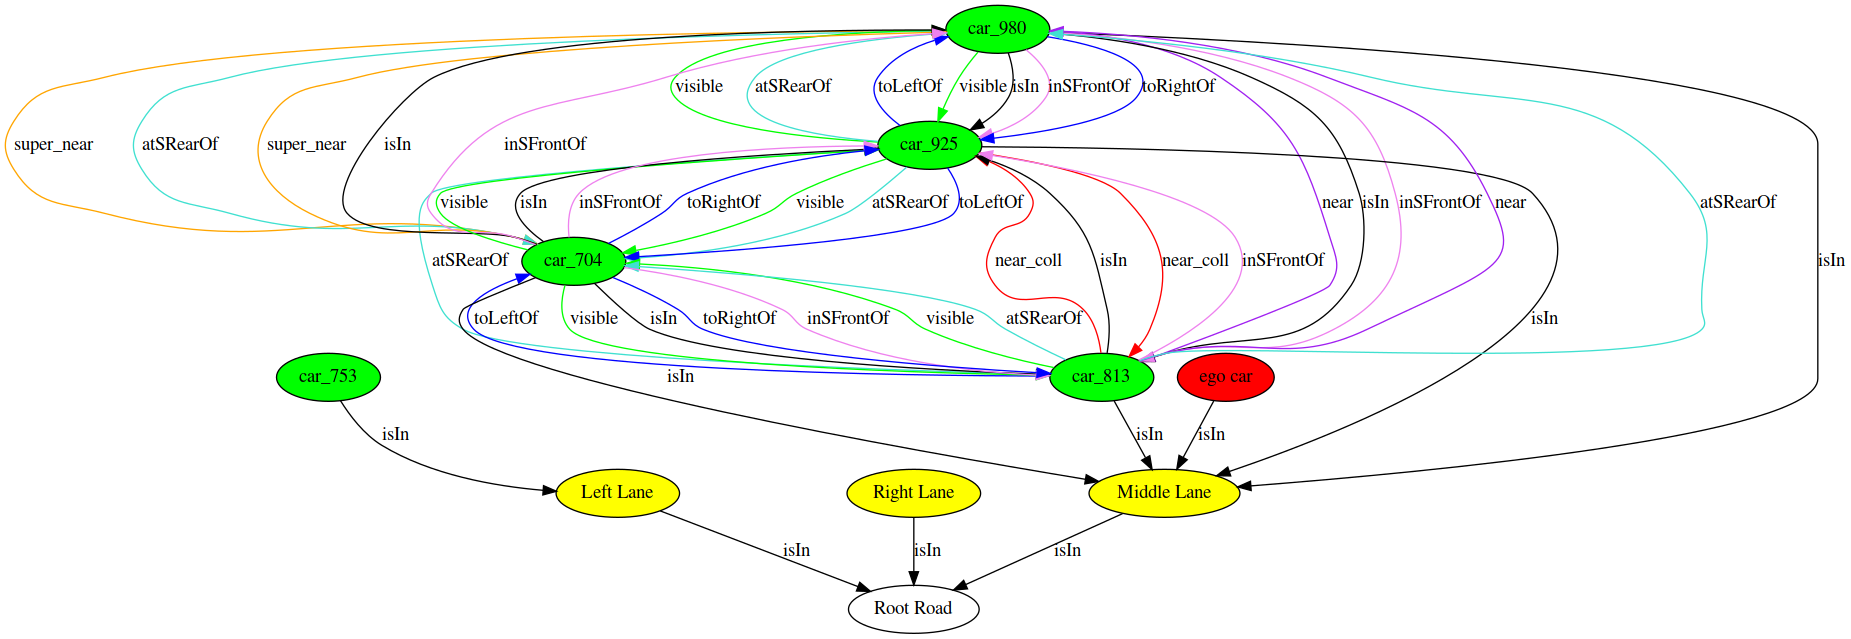 car_980
visible
atSRearOf
toLeftOf
visible
isIn
inSFrontOf
toRightOf
super_near
atSRearOf
super_near
isIn
inSFrontOf
car_925
visible
isIn
inSFrontOf
toRightOf
visible
atSRearOf
toLeftOf
near
isIn
inSFrontOf
near
atSRearOf
atSRearOf
car_704
near_coll
isIn
near_coll
inSFrontOf
isIn
toLeftOf
visible
isIn
toRightOf
inSFrontOf
visible
atSRearOf
isIn
car_753
isIn
car_813
ego car
isIn
isIn
isIn
Left Lane
Right Lane
Middle Lane
isIn
isIn
isIn
Root Road